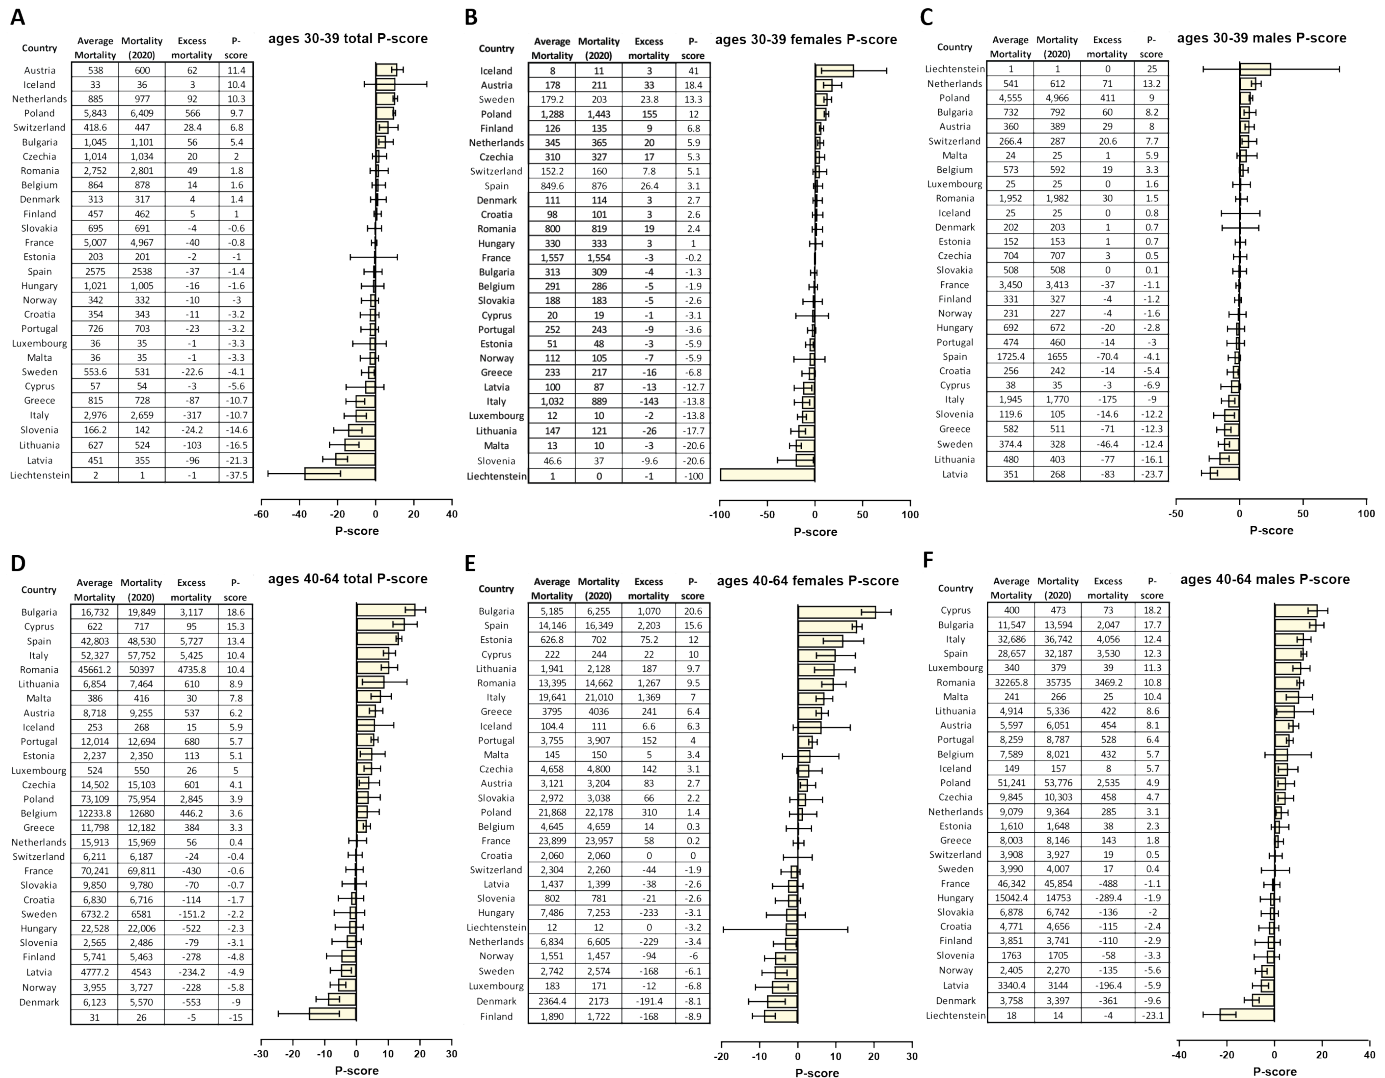 A
ages 30-39 total P-score
Country Average Mortality Mortality (2020) Excess mortality P-score
Austria 538 600 62 11.4
Iceland 33 36 3 10.4
Netherlands 885 977 92 10.3
Poland 5,843 6,409 566 9.7
Switzerland 418.6 447 28.4 6.8
Bulgaria 1,045 1,101 56 5.4
Czechia 1,014 1,034 20 2
Romania 2,752 2,801 49 1.8
Belgium 864 878 14 1.6
Denmark 313 317 4 1.4
Finland 457 462 5 1
Slovakia 695 691 -4 -0.6
France 5,007 4,967 -40 -0.8
Estonia 203 201 -2 -1
Spain 2575 2538 -37 -1.4
Hungary 1,021 1,005 -16 -1.6
Norway 342 332 -10 -3
Croatia 354 343 -11 -3.2
Portugal 726 703 -23 -3.2
Luxembourg 36 35 -1 -3.3
Malta 36 35 -1 -3.3
Sweden 553.6 531 -22.6 -4.1
Cyprus 57 54 -3 -5.6
Greece 815 728 -87 -10.7
Italy 2,976 2,659 -317 -10.7
Slovenia 166.2 142 -24.2 -14.6
Lithuania 627 524 -103 -16.5
Latvia 451 355 -96 -21.3
Liechtenstein 2 1 -1 -37.5
-60 -40 -20 0 20 40
P-score
B
ages 30-39 females P-score
Country Average Mortality Mortality (2020) Excess mortality P-score
Iceland 8 11 3 41
Austria 178 211 33 18.4
Sweden 179.2 203 23.8 13.3
Poland 1,288 1,443 155 12
Finland 126 135 9 6.8
Netherlands 345 365 20 5.9
Czechia 310 327 17 5.3
Switzerland 152.2 160 7.8 5.1
Spain 849.6 876 26.4 3.1
Denmark 111 114 3 2.7
Croatia 98 101 3 2.6
Romania 800 819 19 2.4
Hungary 330 333 3 1
France 1,557 1,554 -3 -0.2
Bulgaria 313 309 -4 -1.3
Belgium 291 286 -5 -1.9
Slovakia 188 183 -5 -2.6
Cyprus 20 19 -1 -3.1
Portugal 252 243 -9 -3.6
Estonia 51 48 -3 -5.9
Norway 112 105 -7 -5.9
Greece 233 217 -16 -6.8
Latvia 100 87 -13 -12.7
Italy 1,032 889 -143 -13.8
Luxembourg 12 10 -2 -13.8
Lithuania 147 121 -26 -17.7
Malta 13 10 -3 -20.6
Slovenia 46.6 37 -9.6 -20.6
Liechtenstein 1 0 -1 -100
-100 -50 0 50 100
P-score
C
ages 30-39 males P-score
Country Average Mortality Mortality (2020) Excess mortality P-score
Liechtenstein 1 1 0 25
Netherlands 541 612 71 13.2
Poland 4,555 4,966 411 9
Bulgaria 732 792 60 8.2
Austria 360 389 29 8
Switzerland 266.4 287 20.6 7.7
Malta 24 25 1 5.9
Belgium 573 592 19 3.3
Luxembourg 25 25 0 1.6
Romania 1,952 1,982 30 1.5
Iceland 25 25 0 0.8
Denmark 202 203 1 0.7
Estonia 152 153 1 0.7
Czechia 704 707 3 0.5
Slovakia 508 508 0 0.1
France 3,450 3,413 -37 -1.1
Finland 331 327 -4 -1.2
Norway 231 227 -4 -1.6
Hungary 692 672 -20 -2.8
Portugal 474 460 -14 -3
Spain 1725.4 1655 -70.4 -4.1
Croatia 256 242 -14 -5.4
Cyprus 38 35 -3 -6.9
Italy 1,945 1,770 -175 -9
Slovenia 119.6 105 -14.6 -12.2
Greece 582 511 -71 -12.3
Sweden 374.4 328 -46.4 -12.4
Lithuania 480 403 -77 -16.1
Latvia 351 268 -83 -23.7
-50 0 50 100
P-score
D
ages 40-64 total P-score
Country Average Mortality Mortality (2020) Excess mortality P-score
Bulgaria 16,732 19,849 3,117 18.6
Cyprus 622 717 95 15.3
Spain 42,803 48,530 5,727 13.4
Italy 52,327 57,752 5,425 10.4
Romania 45661.2 50397 4735.8 10.4
Lithuania 6,854 7,464 610 8.9
Malta 386 416 30 7.8
Austria 8,718 9,255 537 6.2
Iceland 253 268 15 5.9
Portugal 12,014 12,694 680 5.7
Estonia 2,237 2,350 113 5.1
Luxembourg 524 550 26 5
Czechia 14,502 15,103 601 4.1
Poland 73,109 75,954 2,845 3.9
Belgium 12233.8 12680 446.2 3.6
Greece 11,798 12,182 384 3.3
Netherlands 15,913 15,969 56 0.4
Switzerland 6,211 6,187 -24 -0.4
France 70,241 69,811 -430 -0.6
Slovakia 9,850 9,780 -70 -0.7
Croatia 6,830 6,716 -114 -1.7
Sweden 6732.2 6581 -151.2 -2.2
Hungary 22,528 22,006 -522 -2.3
Slovenia 2,565 2,486 -79 -3.1
Finland 5,741 5,463 -278 -4.8
Latvia 4777.2 4543 -234.2 -4.9
Norway 3,955 3,727 -228 -5.8
Denmark 6,123 5,570 -553 -9
31 26 -5 -15
-30 -20 -10 0 10 20 30
P-score
E
ages 40-64 females P-score
Country Average Mortality Mortality (2020) Excess mortality P-score
Bulgaria 5,185 6,255 1,070 20.6
Spain 14,146 16,349 2,203 15.6
Estonia 626.8 702 75.2 12
Cyprus 222 244 22 10
Lithuania 1,941 2,128 187 9.7
Romania 13,395 14,662 1,267 9.5
Italy 19,641 21,010 1,369 7
Greece 3795 4036 241 6.4
Iceland 104.4 111 6.6 6.3
Portugal 3,755 3,907 152 4
Malta 145 150 5 3.4
Czechia 4,658 4,800 142 3.1
Austria 3,121 3,204 83 2.7
Slovakia 2,972 3,038 66 2.2
Poland 21,868 22,178 310 1.4
Belgium 4,645 4,659 14 0.3
France 23,899 23,957 58 0.2
Croatia 2,060 2,060 0 0
Switzerland 2,304 2,260 -44 -1.9
Latvia 1,437 1,399 -38 -2.6
Slovenia 802 781 -21 -2.6
Hungary 7,486 7,253 -233 -3.1
Liechtenstein 12 12 0 -3.2
Netherlands 6,834 6,605 -229 -3.4
Norway 1,551 1,457 -94 -6
Sweden 2,742 2,574 -168 -6.1
Luxembourg 183 171 -12 -6.8
Denmark 2364.4 2173 -191.4 -8.1
Finland 1,890 1,722 -168 -8.9
-20 -10 0 10 20 30
P-score
F
ages 40-64 males P-score
Country Average Mortality Mortality (2020) Excess mortality P-score
Cyprus 400 473 73 18.2
Bulgaria 11,547 13,594 2,047 17.7
Italy 32,686 36,742 4,056 12.4
Spain 28,657 32,187 3,530 12.3
Luxembourg 340 379 39 11.3
Romania 32265.8 35735 3469.2 10.8
Malta 241 266 25 10.4
Lithuania 4,914 5,336 422 8.6
Austria 5,597 6,051 454 8.1
Portugal 8,259 8,787 528 6.4
Belgium 7,589 8,021 432 5.7
Iceland 149 157 8 5.7
Poland 51,241 53,776 2,535 4.9
Czechia 9,845 10,303 458 4.7
Netherlands 9,079 9,364 285 3.1
Estonia 1,610 1,648 38 2.3
Greece 8,003 8,146 143 1.8
Switzerland 3,908 3,927 19 0.5
Sweden 3,990 4,007 17 0.4
France 46,342 45,854 -488 -1.1
Hungary 15042.4 14753 -289.4 -1.9
Slovakia 6,878 6,742 -136 -2
Croatia 4,771 4,656 -115 -2.4
Finland 3,851 3,741 -110 -2.9
Slovenia 1763 1705 -58 -3.3
Norway 2,405 2,270 -135 -5.6
Latvia 3340.4 3144 -196.4 -5.9
Denmark 3,758 3,397 -361 -9.6
Liechtenstein 18 14 -4 -23.1
-40 -20 0 20 40
P-score